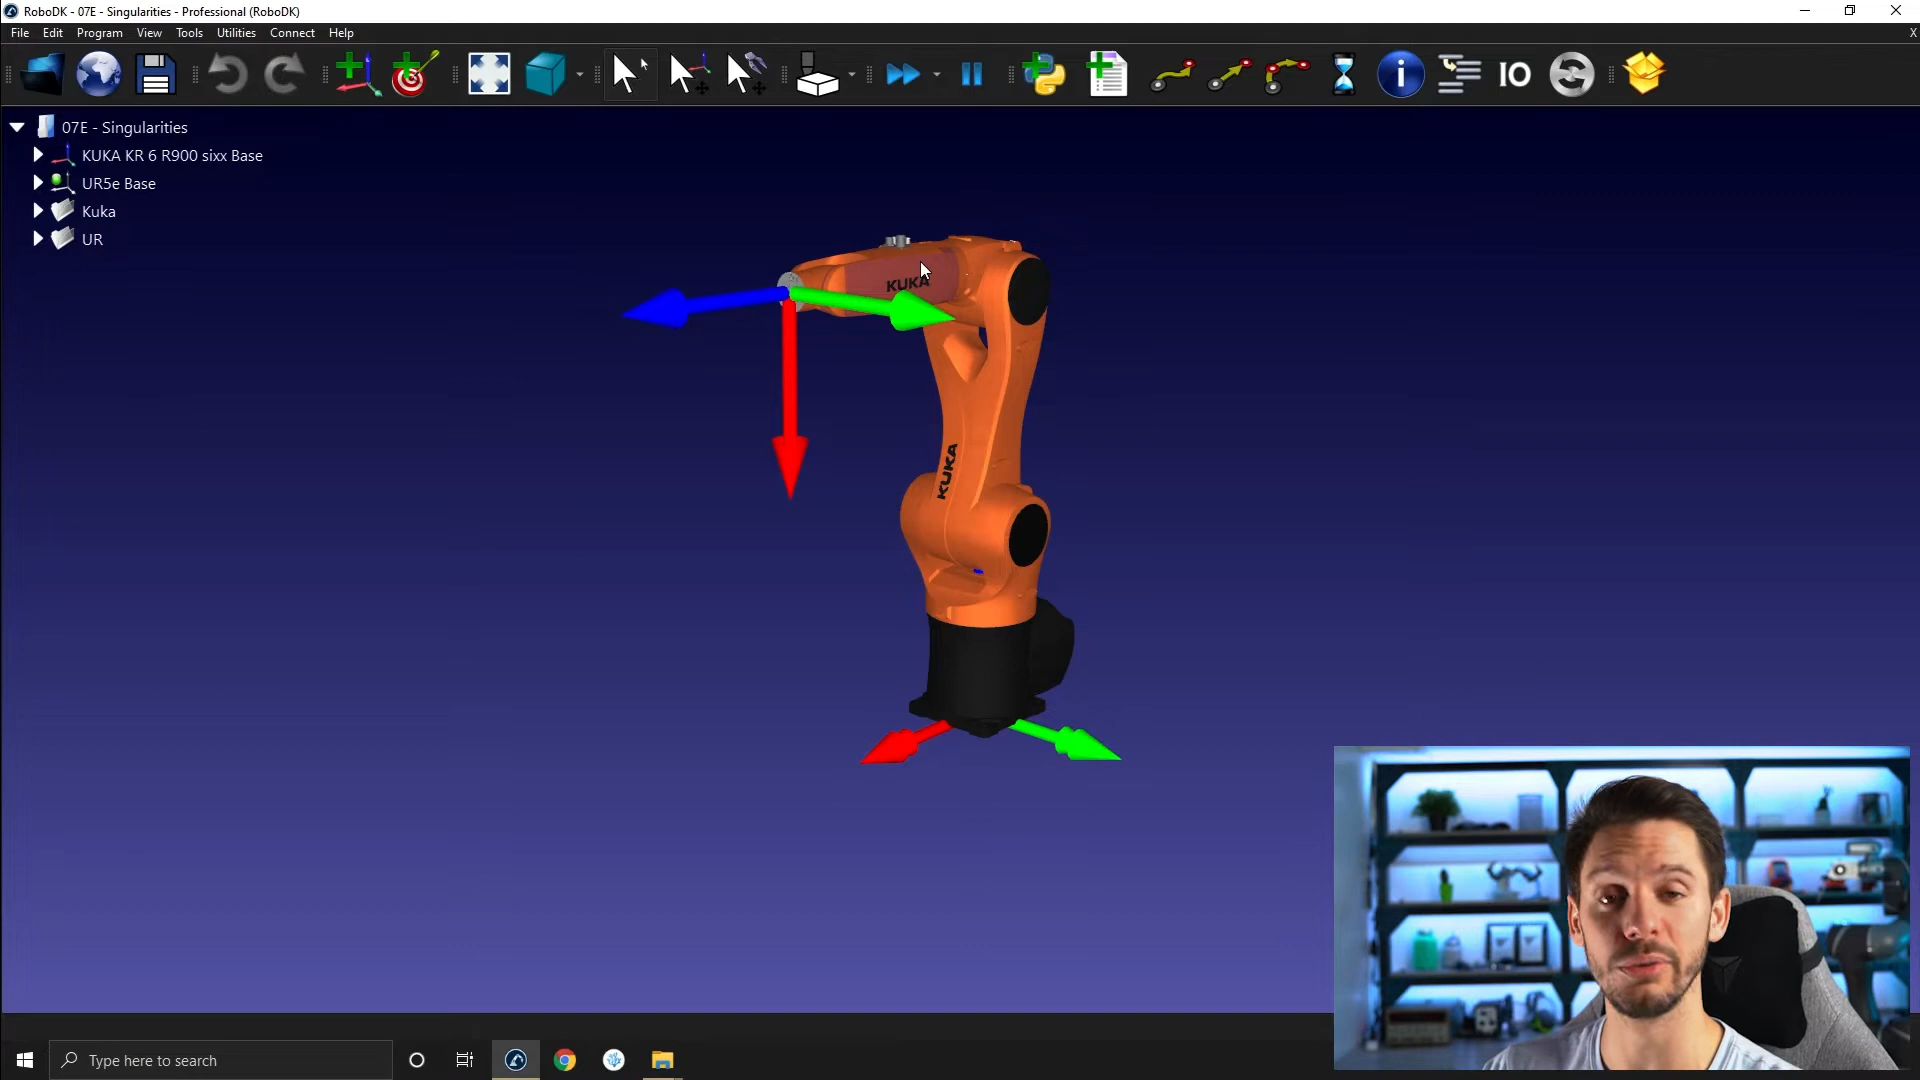 RoboDK - 07E - Singularities - Professional (RoboDK)
File Edit Program View Tools Utilities Connect Help
X
IO
07E - Singularities
KUKA KR 6 R900 sixx Base
UR5e Base
Kuka
UR
KUKA
KUKA
Type here to search